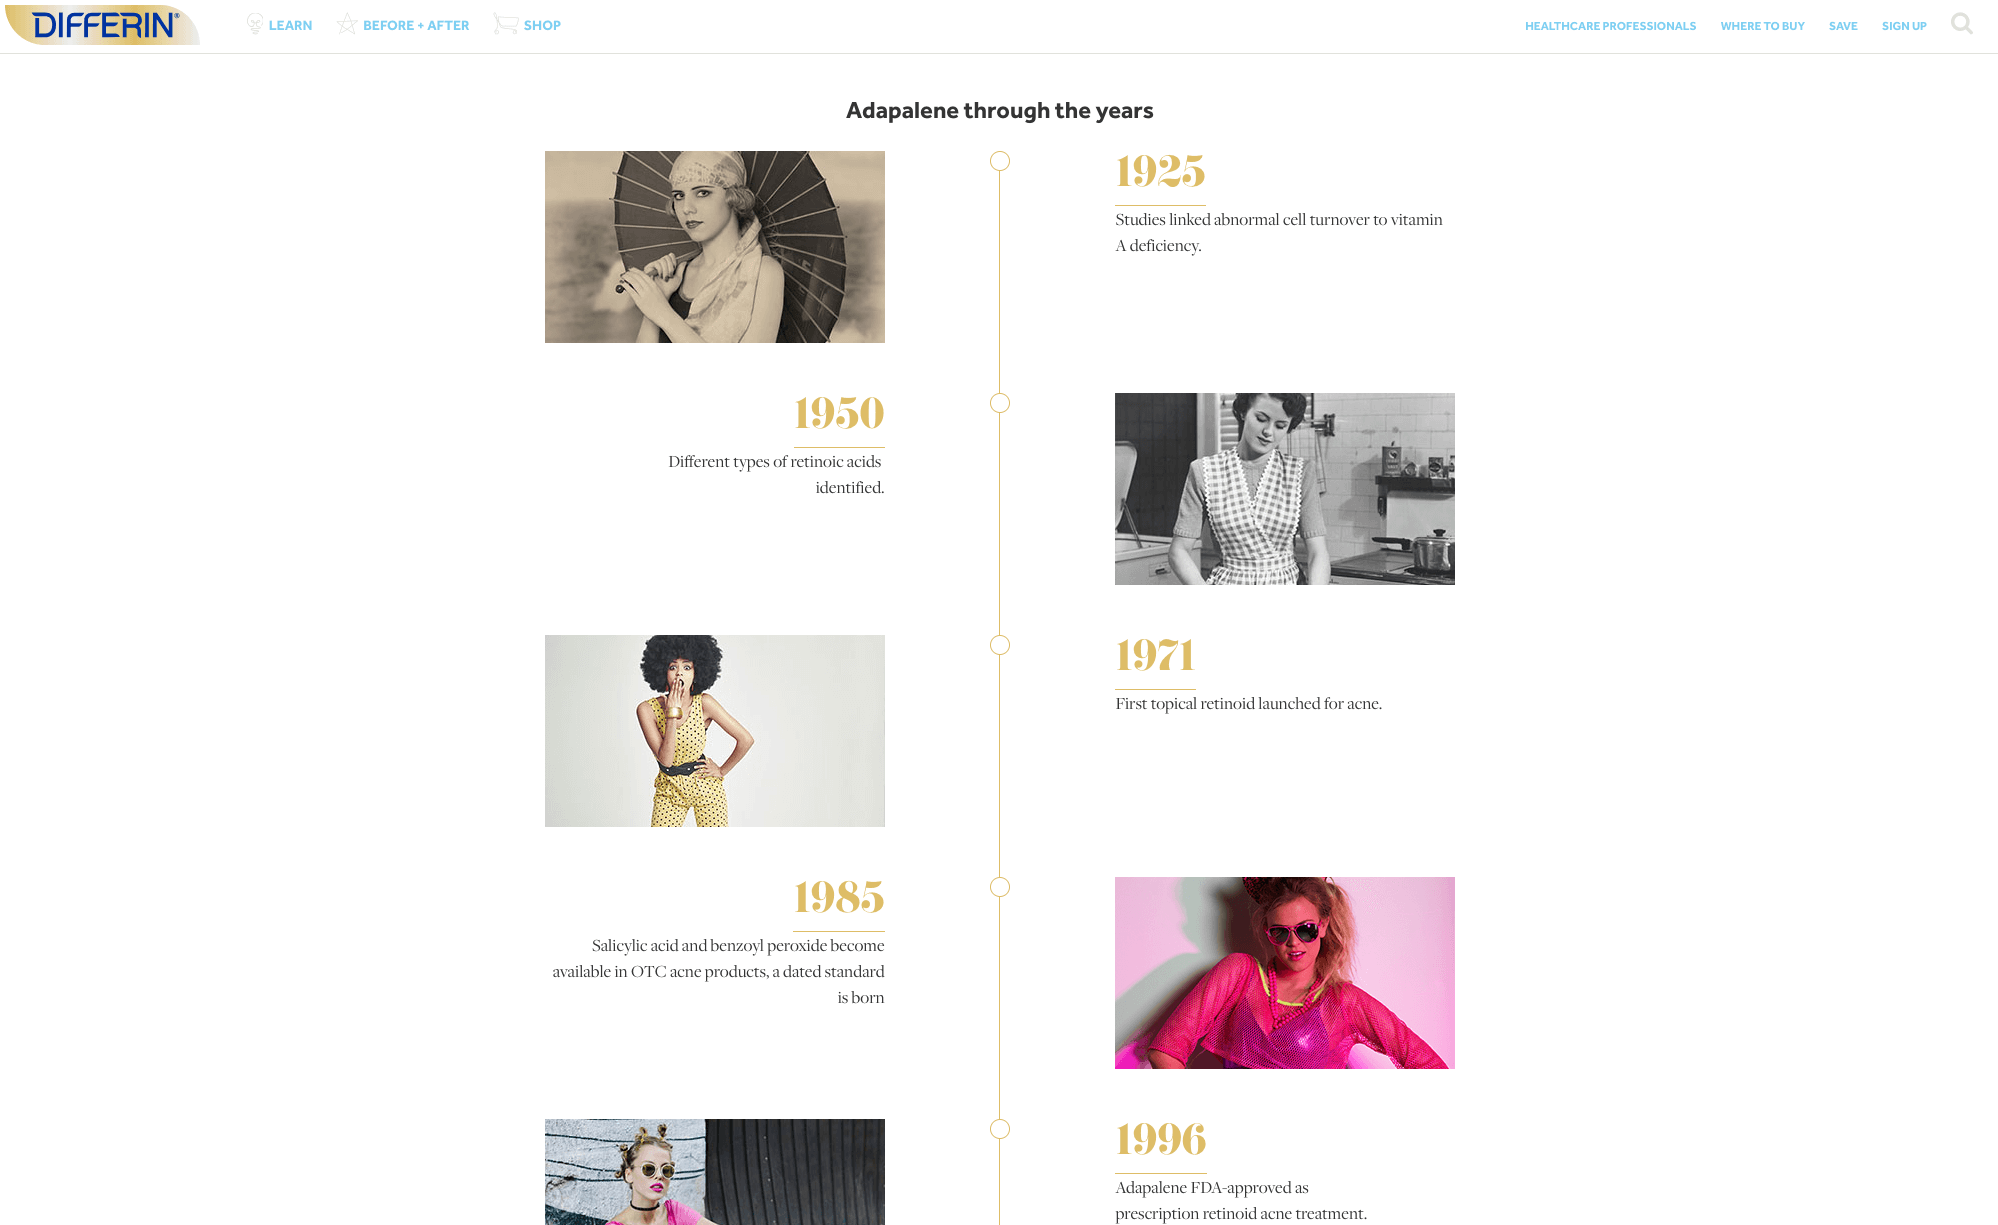 DIFFERIN®
LEARN
BEFORE + AFTER
SHOP
HEALTHCARE PROFESSIONALS
WHERE TO BUY
SAVE
SIGN UP
Adapalene through the years
1925
Studies linked abnormal cell turnover to vitamin
A deficiency.
1950
Different types of retinoic acids
identified.
1971
First topical retinoid launched for acne.
1985
Salicylic acid and benzoyl peroxide become
available in OTC acne products, a dated standard
is born
1996
Adapalene FDA-approved as
prescription retinoid acne treatment.